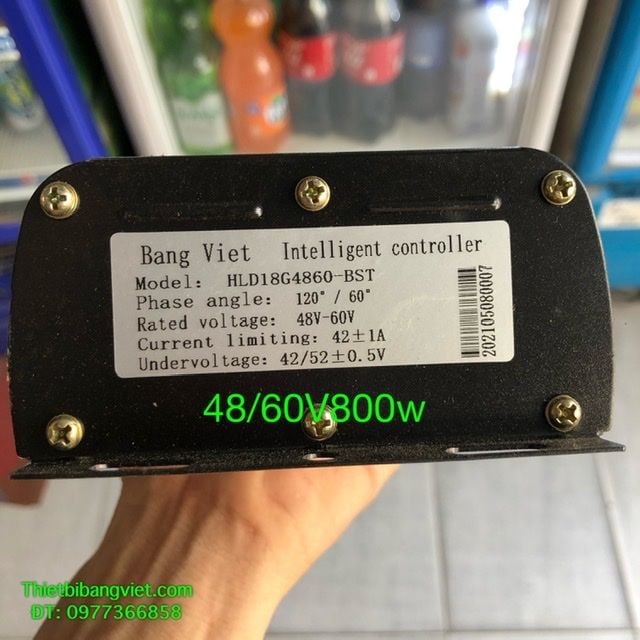 Bang Viet Intelligent controller
Model: HLD18G4860-BST
Phase angle: 120° / 60°
Rated voltage: 48V-60V
Current limiting: 42±1A
Undervoltage: 42/52±0.5V
202105080007
48/60V800w
Thietbibangviet.com
ĐT: 0977366858